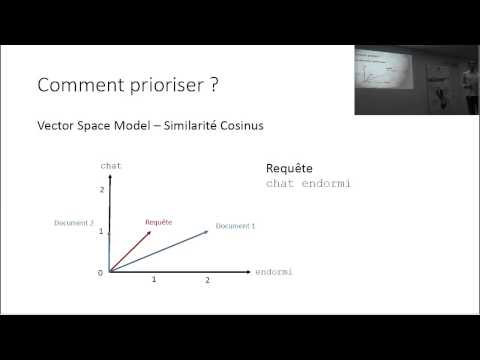 Comment prioriser ?
Vector Space Model – Similarité Cosinus
chat
Requête
chat endormi
2
Document 2
Requête
Document 1
1
0
endormi
1
2